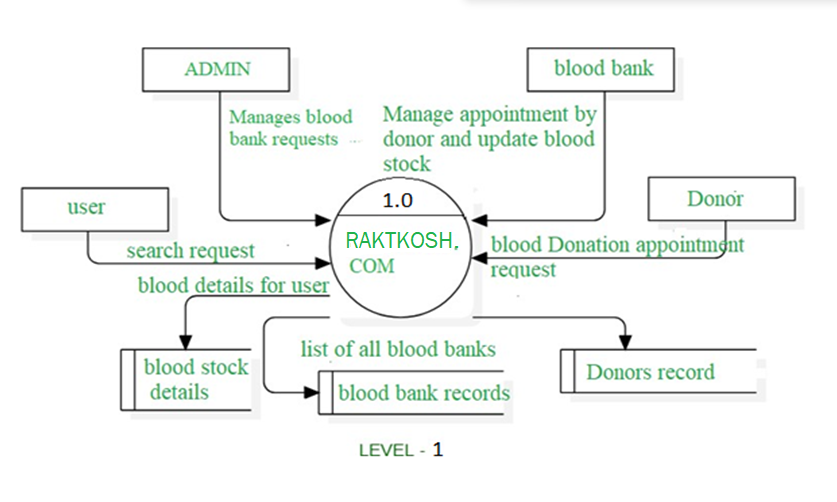 ADMIN
blood bank
Manages blood
bank requests
Manage appointment by
donor and update blood
stock
user
1.0
Donor
RAKTKOSH.
COM
search request
blood Donation appointment
request
blood details for user
blood stock
details
list of all blood banks
blood bank records
Donors record
LEVEL - 1